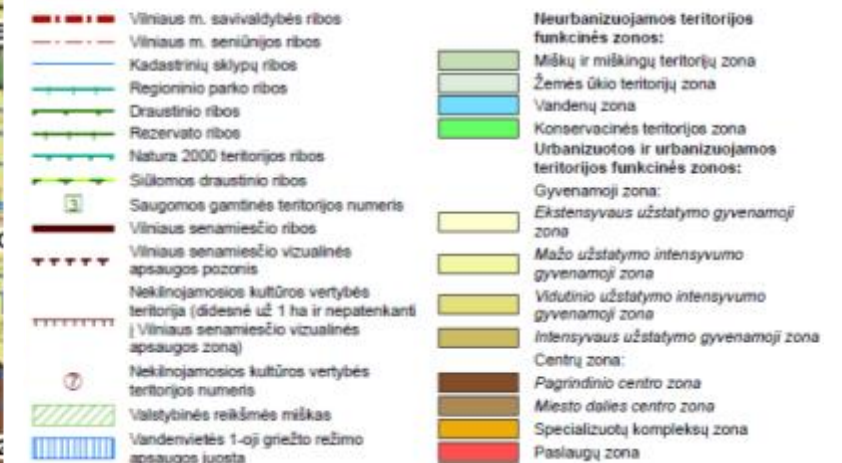 Vilniaus m. savivaldybės ribos
Vilniaus m. seniūnijos ribos
Kadastrinių sklypų ribos
Regioninio parko ribos
Draustinio ribos
Rezervato ribos
Natura 2000 teritorijos ribos
Siūlomos draustinio ribos
3
Saugomos gamtinės teritorijos numeris
Vilniaus senamiesčio ribos
Vilniaus senamiesčio vizualinės
apsaugos pozonis
Nekilnojamosios kultūros vertybės
teritorija (didesnė už 1 ha ir nepatenkanti
į Vilniaus senamiesčio vizualinės
apsaugos zoną)
7
Nekilnojamosios kultūros vertybės
teritorijos numeris
Valstybinės reikšmės miškas
Vandenvietės 1-oji griežto režimo
apsaugos juosta
Neurbanizuojamos teritorijos
funkcinės zonos:
Miškų ir miškingų teritorijų zona
Žemės ūkio teritorijų zona
Vandenų zona
Konservacinės teritorijos zona
Urbanizuotos ir urbanizuojamos
teritorijos funkcinės zonos:
Gyvenamoji zona:
Ekstensyvaus užstatymo gyvenamoji
zona
Mažo užstatymo intensyvumo
gyvenamoji zona
Vidutinio užstatymo intensyvumo
gyvenamoji zona
Intensyvaus užstatymo gyvenamoji zona
Centrų zona:
Pagrindinio centro zona
Miesto dalies centro zona
Specializuotų kompleksų zona
Paslaugų zona